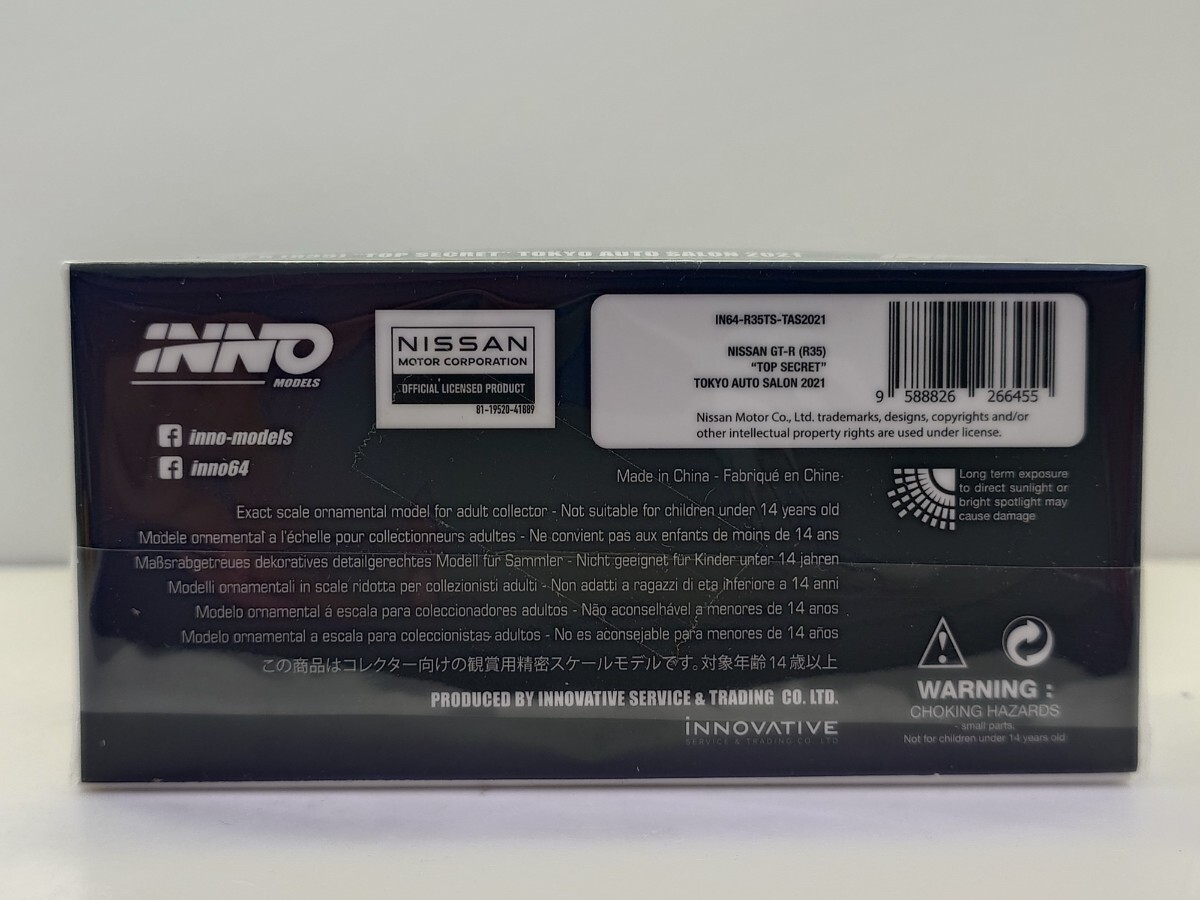 "TOP SECRET" TOKYO AUTO SALON 2021
INNO
MODELS
inno-models
inno64
NISSAN
MOTOR CORPORATION
OFFICIAL LICENSED PRODUCT
81-19520-41889
IN64-R35TS-TAS2021
NISSAN GT-R (R35)
“TOP SECRET”
TOKYO AUTO SALON 2021
9 588826 266455
Nissan Motor Co., Ltd. trademarks, designs, copyrights and/or
other intellectual property rights are used under license.
Made in China - Fabriqué en Chine
Long term exposure
to direct sunlight or
bright spotlight may
cause damage
Exact scale ornamental model for adult collector - Not suitable for children under 14 years old
Modele ornemental a l'échelle pour collectionneurs adultes - Ne convient pas aux enfants de moins de 14 ans
Maßsrabgetreues dekoratives detailgerechtes Modell für Sammler - Nicht geeignet für Kinder unter 14 jahren
Modelli ornamentali in scale ridotta per collezionisti adulti - Non adatti a ragazzi di eta inferiore a 14 anni
Modelo ornamental á escala para coleccionadores adultos - Não aconselhável a menores de 14 anos
Modelo ornamental a escala para coleccionistas adultos - No es aconsejable para menores de 14 años
この商品はコレクター向けの観賞用精密スケールモデルです。対象年齢14歳以上
PRODUCED BY INNOVATIVE SERVICE & TRADING CO. LTD.
INNOVATIVE
SERVICE & TRADING CO. LTD
WARNING :
CHOKING HAZARDS
- small parts.
Not for children under 14 years old